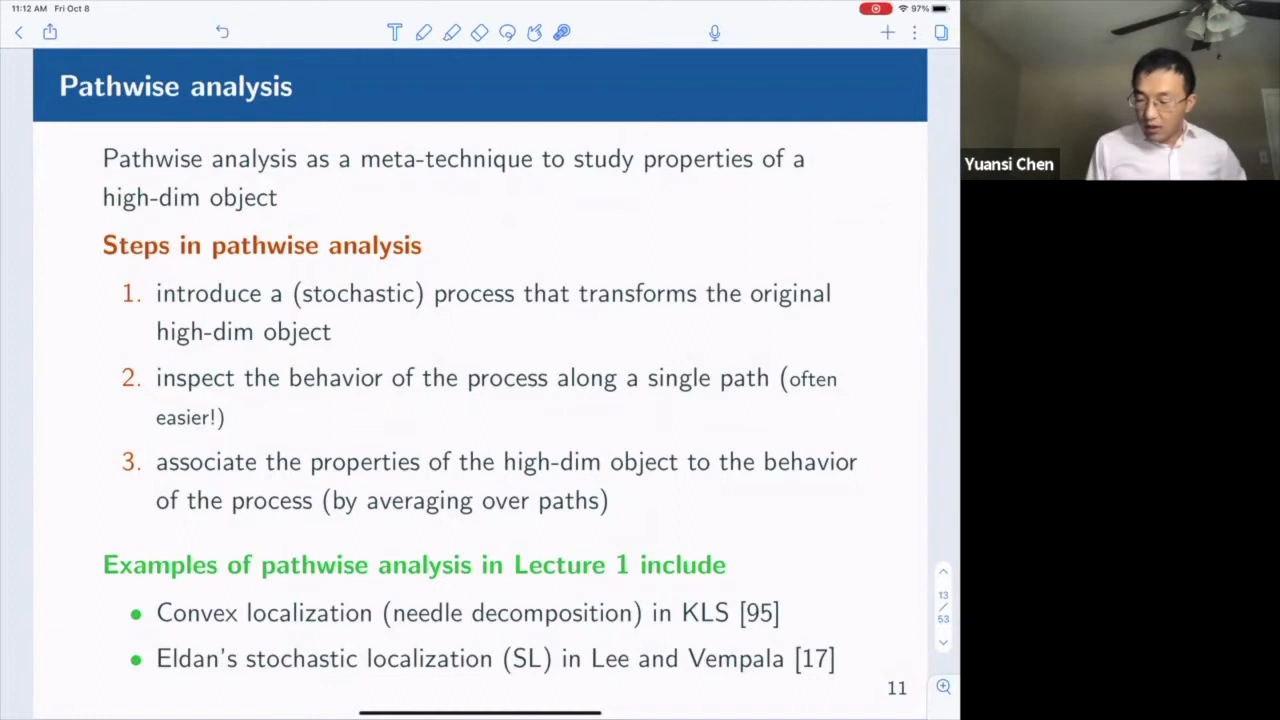 11:12 AM Fri Oct 8
97%
Pathwise analysis
Pathwise analysis as a meta-technique to study properties of a
high-dim object
Steps in pathwise analysis
1. introduce a (stochastic) process that transforms the original
high-dim object
2. inspect the behavior of the process along a single path (often
easier!)
3. associate the properties of the high-dim object to the behavior
of the process (by averaging over paths)
Examples of pathwise analysis in Lecture 1 include
• Convex localization (needle decomposition) in KLS [95]
• Eldan's stochastic localization (SL) in Lee and Vempala [17]
11
13
/
53
Yuansi Chen